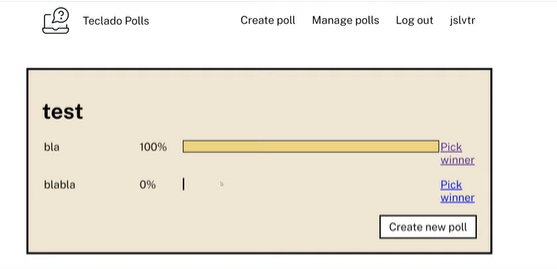 Teclado Polls Create poll Manage polls Log out jslvtr
test
bla 100% Pick
winner
blabla 0% Pick
winner
Create new poll